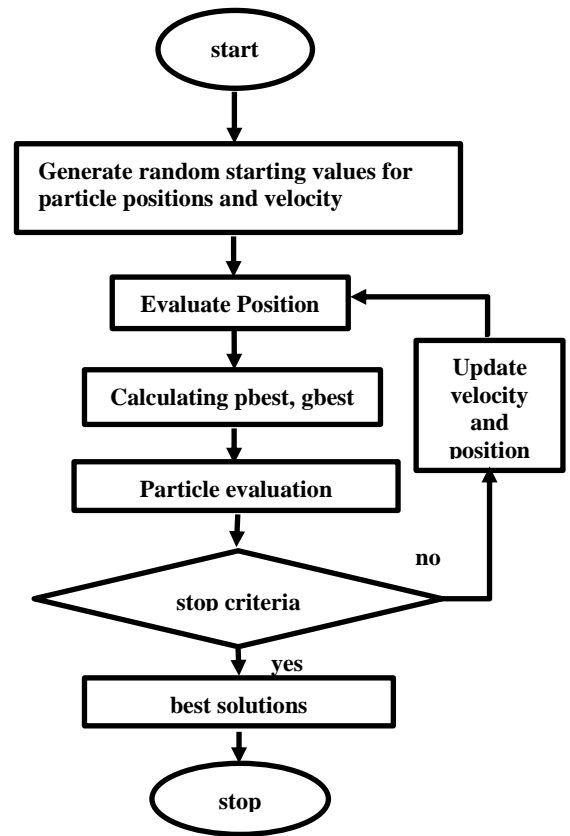 start
Generate random starting values for
particle positions and velocity
Evaluate Position
Calculating pbest, gbest
Update
velocity
and
position
Particle evaluation
no
stop criteria
yes
best solutions
stop